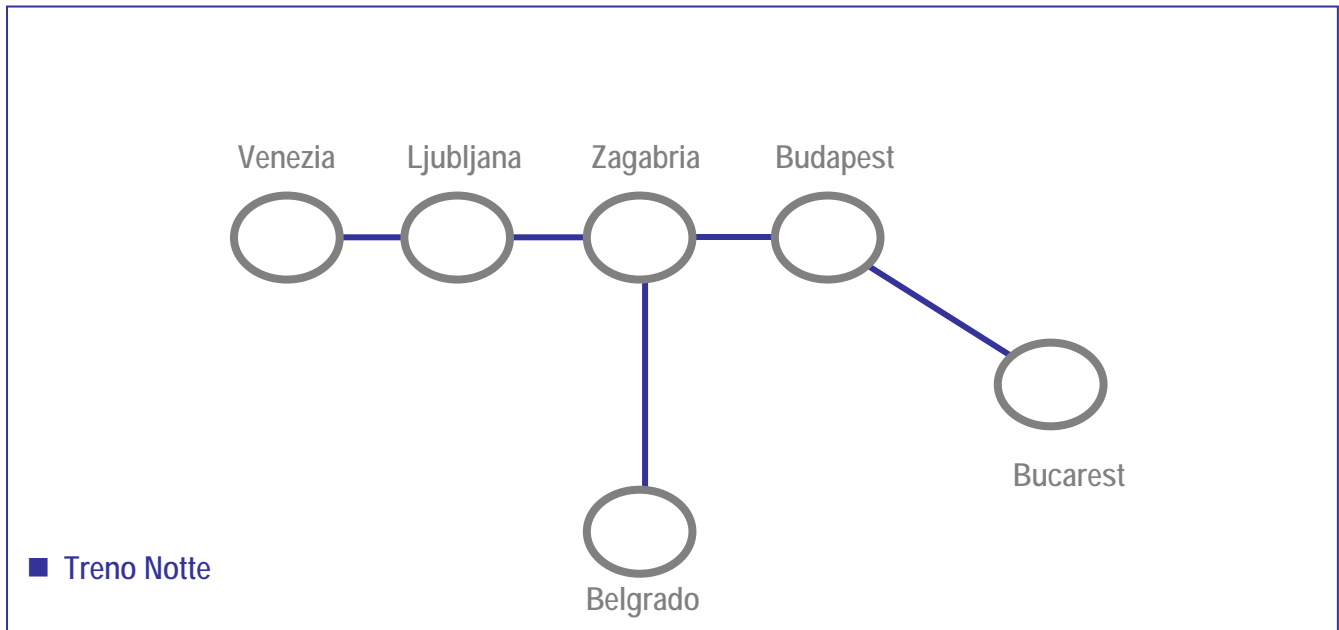 Venezia
Ljubljana
Zagabria
Budapest
Bucarest
Treno Notte
Belgrado